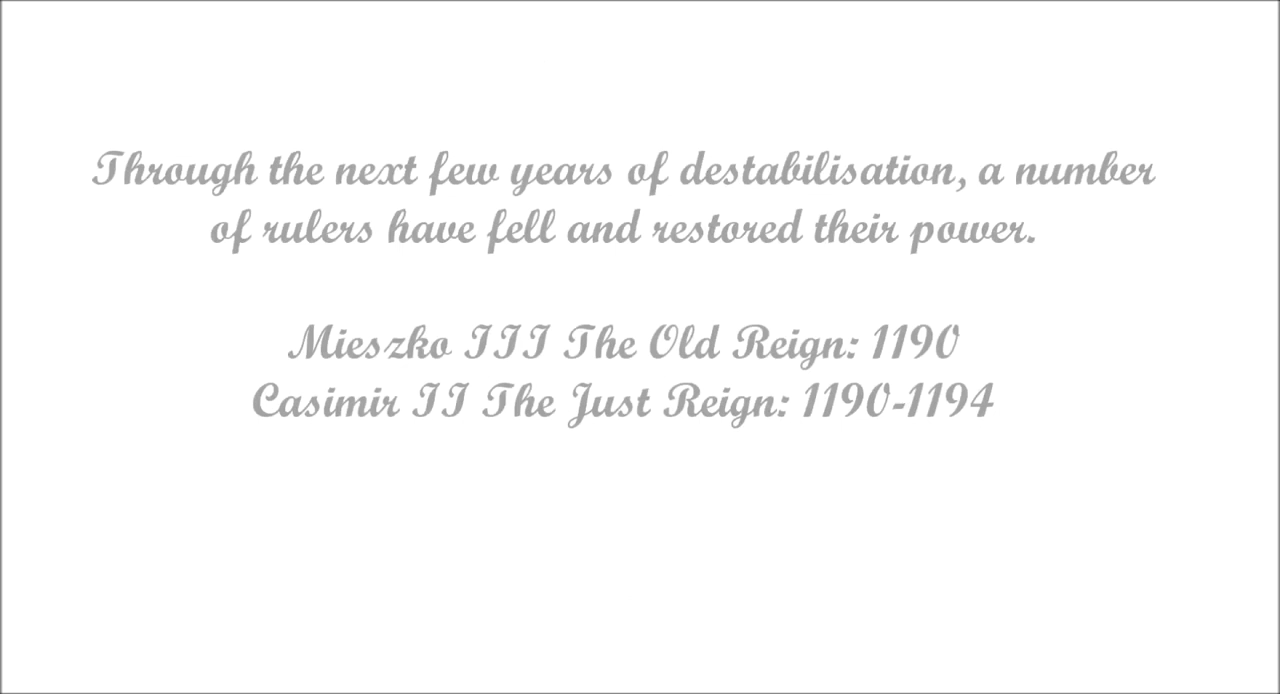 Through the next few years of destabilisation, a number
of rulers have fell and restored their power.
Mieszko III The Old Reign: 1190
Casimir II The Just Reign: 1190-1194